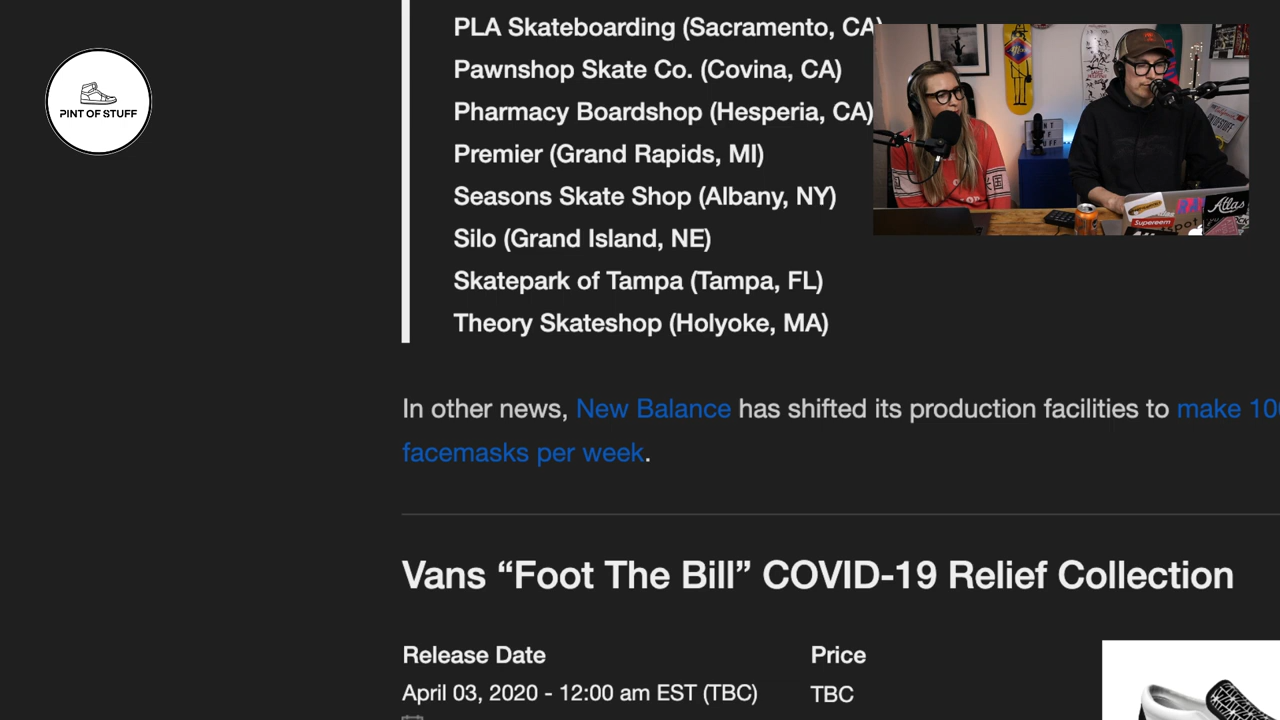 PLA Skateboarding (Sacramento, CA)
Pawnshop Skate Co. (Covina, CA)
Pharmacy Boardshop (Hesperia, CA)
Premier (Grand Rapids, MI)
Seasons Skate Shop (Albany, NY)
Silo (Grand Island, NE)
Skatepark of Tampa (Tampa, FL)
Theory Skateshop (Holyoke, MA)
PINT OF STUFF
Atlas
Supereem
In other news, New Balance has shifted its production facilities to make
facemasks per week.
Vans “Foot The Bill” COVID-19 Relief Collection
Release Date
Price
April 03, 2020 - 12:00 am EST (TBC)
TBC